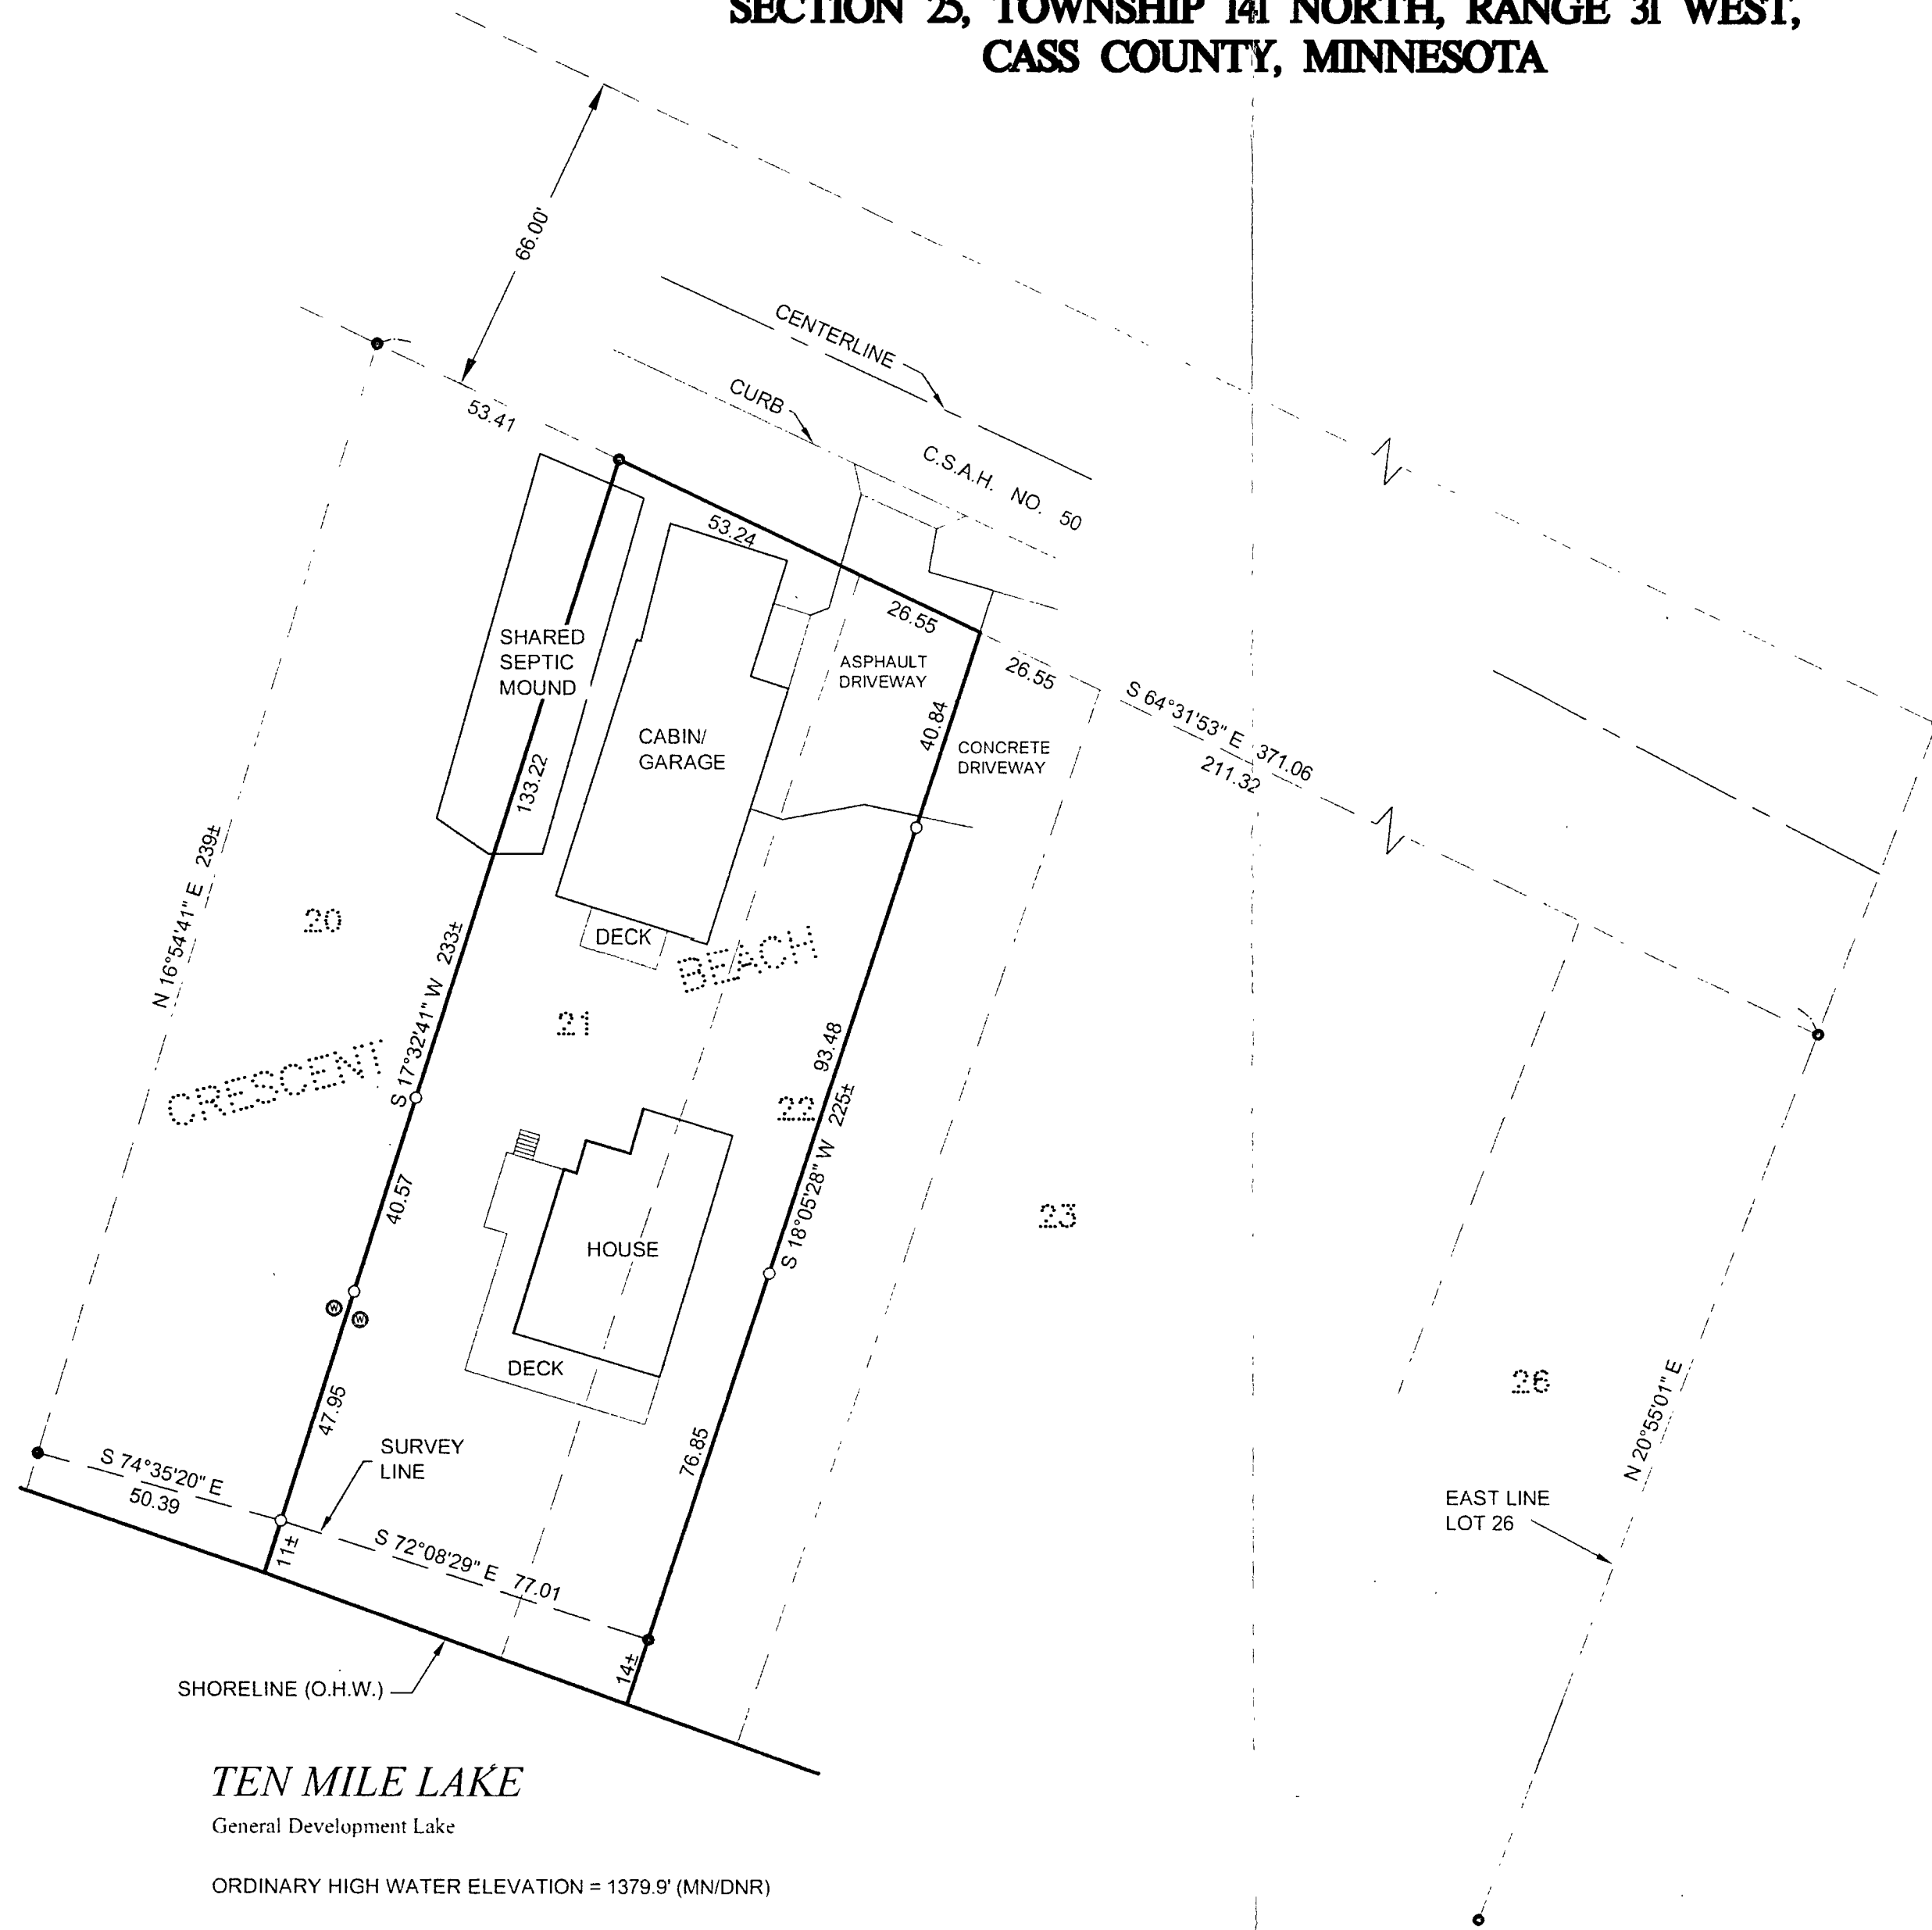 SECTION 25, TOWNSHIP 141 NORTH, RANGE 31 WEST,
CASS COUNTY, MINNESOTA
66.00'
CENTERLINE
CURB
C.S.A.H. NO. 50
53.41
53.24
26.55
26.55
S 64°31'53" E 371.06
211.32
SHARED
SEPTIC
MOUND
ASPHAULT
DRIVEWAY
40.84
CONCRETE
DRIVEWAY
CABIN/
GARAGE
133.22
N 16°54'41" E 239±
20
S 17°32'41" W 233±
DECK
BEACH
21
CRESCENT
93.48
22
S 18°05'28" W 225±
40.57
23
HOUSE
DECK
26
N 20°55'01" E
47.95
76.85
SURVEY
LINE
S 74°35'20" E
50.39
EAST LINE
LOT 26
11±
S 72°08'29" E 77.01
14±
W
W
SHORELINE (O.H.W.)
TEN MILE LAKE
General Development Lake
ORDINARY HIGH WATER ELEVATION = 1379.9' (MN/DNR)